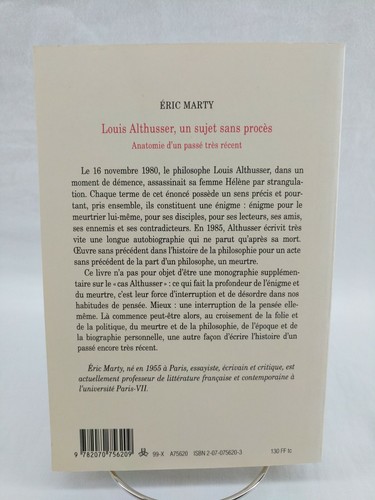 ÉRIC MARTY
Louis Althusser, un sujet sans procès
Anatomie d'un passé très récent
Le 16 novembre 1980, le philosophe Louis Althusser, dans un
moment de démence, assassinait sa femme Hélène par strangula-
tion. Chaque terme de cet énoncé possède un sens précis et pour-
tant, pris ensemble, ils constituent une énigme : énigme pour le
meurtrier lui-même, pour ses disciples, pour ses lecteurs, ses amis,
ses ennemis et ses contradicteurs. En 1985, Althusser écrivit très
vite une longue autobiographie qui ne parut qu'après sa mort.
Œuvre sans précédent dans l'histoire de la philosophie pour un acte
sans précédent de la part d'un philosophe, un meurtre.
Ce livre n'a pas pour objet d'être une monographie supplémen-
taire sur le « cas Althusser » : ce qui fait la profondeur de l'énigme et
du meurtre, c'est leur force d'interruption et de désordre dans nos
habitudes de pensée. Mieux : une interruption de la pensée elle-
même. Là commence peut-être alors, au croisement de la folie et
de la politique, du meurtre et de la philosophie, de l'époque et de
la biographie personnelle, une autre façon d'écrire l'histoire d'un
passé encore très récent.
Éric Marty, né en 1955 à Paris, essayiste, écrivain et critique, est
actuellement professeur de littérature française et contemporaine à
l'université Paris-VII.
9 782070 756209
99-X A75620 ISBN 2-07-075620-3 130 FF tc